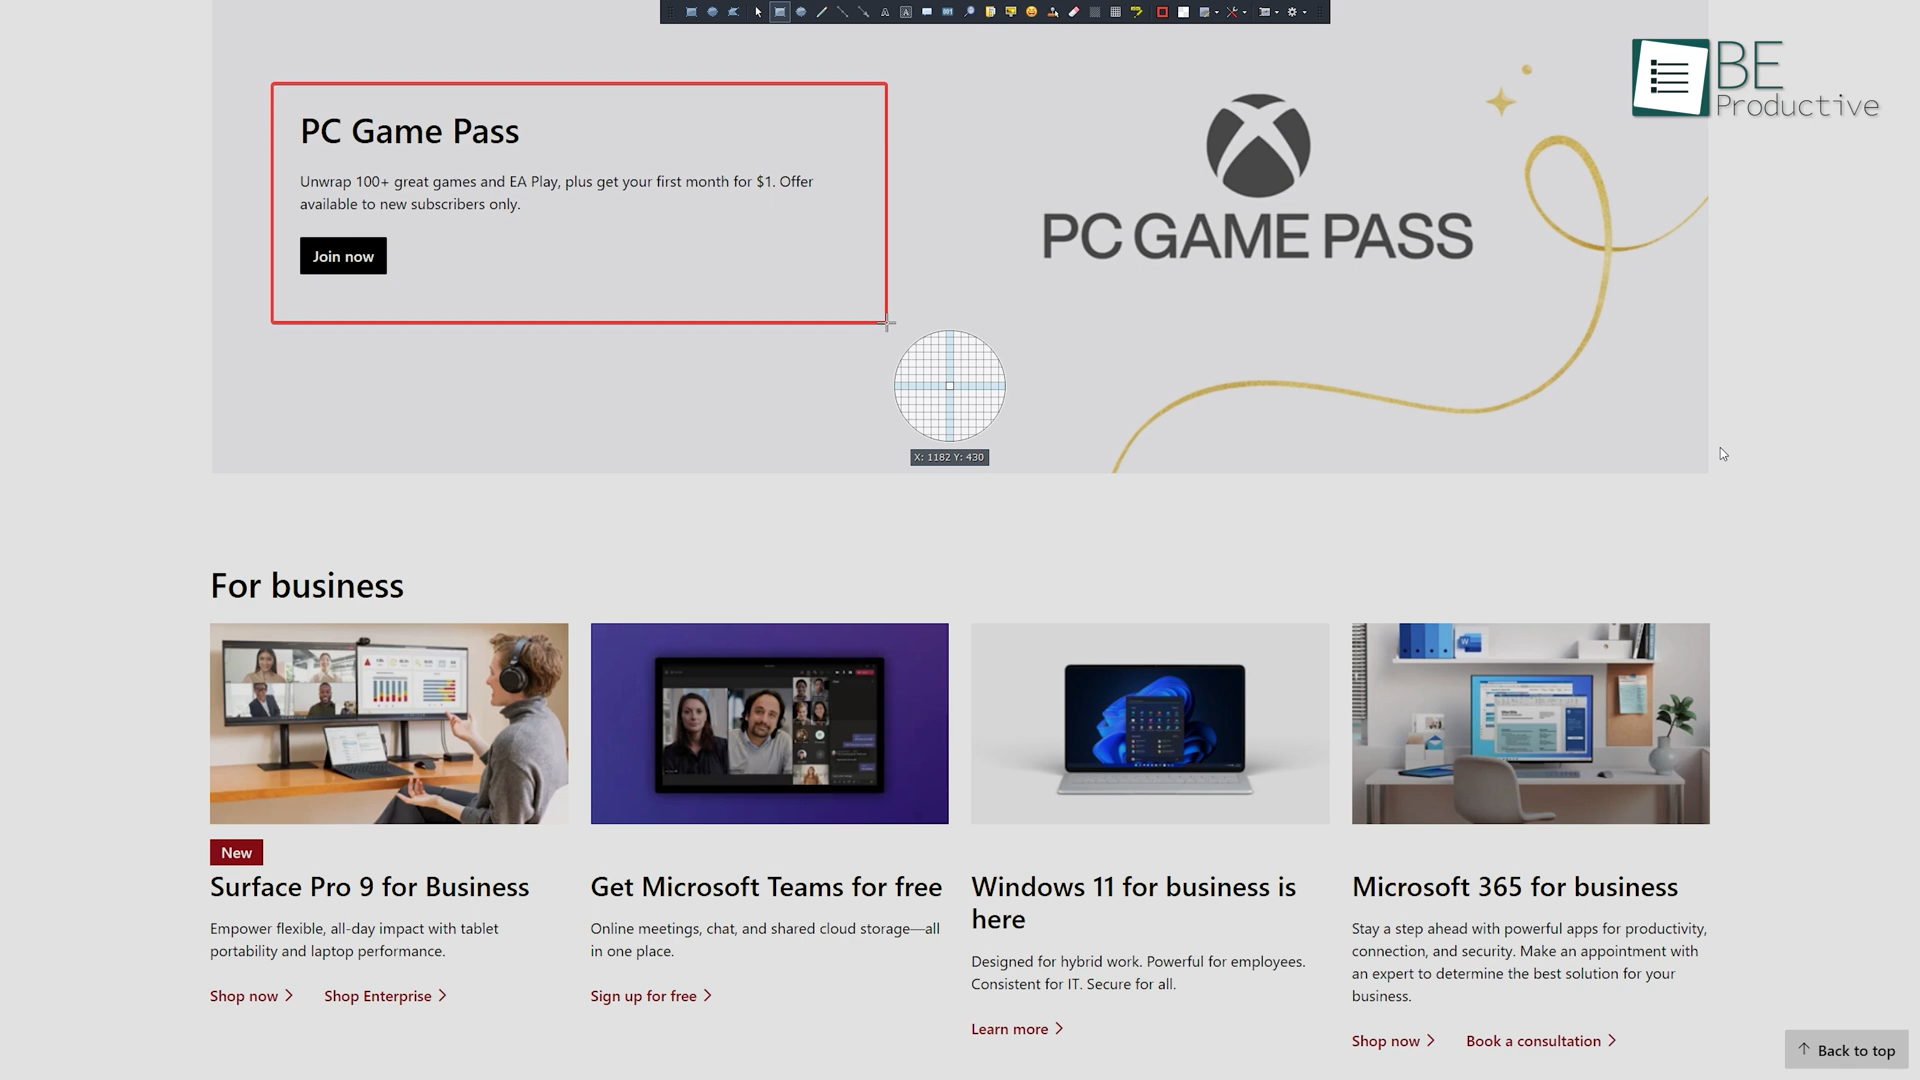 BE
Productive
PC Game Pass
Unwrap 100+ great games and EA Play, plus get your first month for $1. Offer
available to new subscribers only.
Join now
PC GAME PASS
X: 1182 Y: 430
For business
New
Surface Pro 9 for Business
Empower flexible, all-day impact with tablet
portability and laptop performance.
Shop now
Shop Enterprise
Get Microsoft Teams for free
Online meetings, chat, and shared cloud storage—all
in one place.
Sign up for free
Windows 11 for business is
here
Designed for hybrid work. Powerful for employees.
Consistent for IT. Secure for all.
Learn more
Microsoft 365 for business
Stay a step ahead with powerful apps for productivity,
connection, and security. Make an appointment with
an expert to determine the best solution for your
business.
Shop now
Book a consultation
Back to top